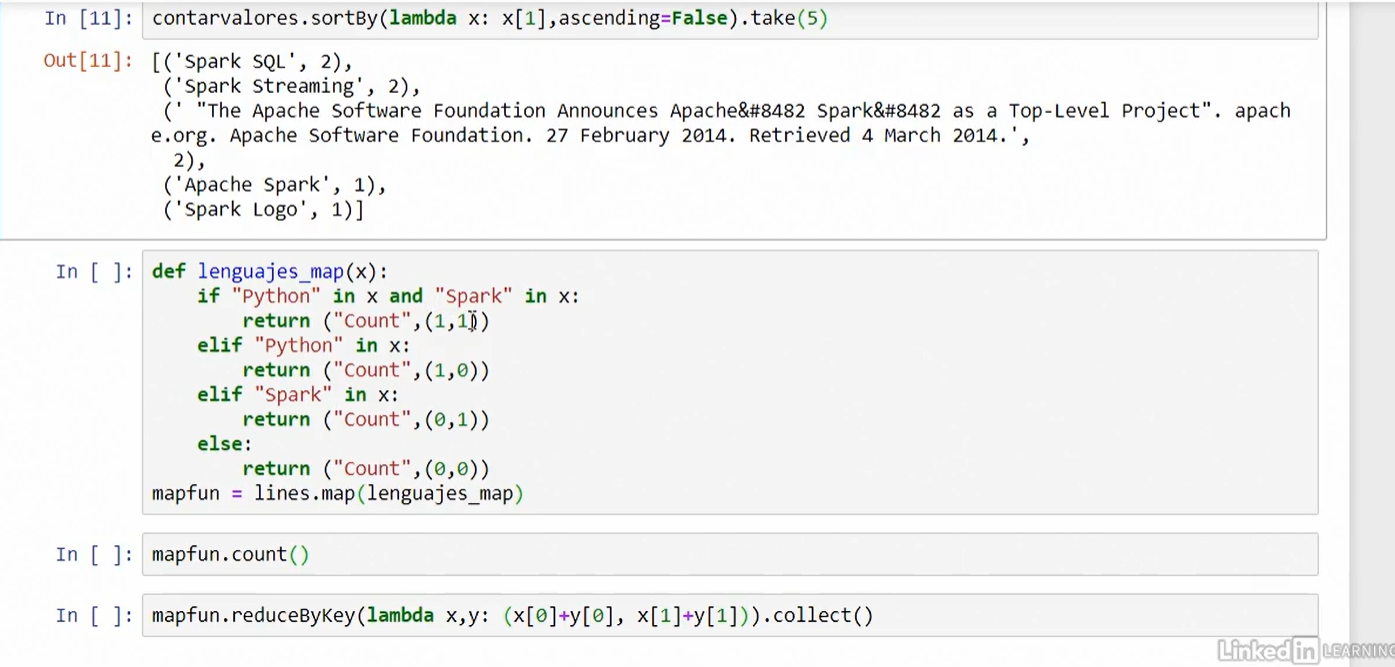 In [11]: contarvalores.sortBy(lambda x: x[1],ascending=False).take(5)
Out[11]: [('Spark SQL', 2),
('Spark Streaming', 2),
(' "The Apache Software Foundation Announces Apache&#8482 Spark&#8482 as a Top-Level Project". apach
e.org. Apache Software Foundation. 27 February 2014. Retrieved 4 March 2014.',
2),
('Apache Spark', 1),
('Spark Logo', 1)]
In [ ]: def lenguajes_map(x):
if "Python" in x and "Spark" in x:
return ("Count",(1,1))
elif "Python" in x:
return ("Count",(1,0))
elif "Spark" in x:
return ("Count",(0,1))
else:
return ("Count",(0,0))
mapfun = lines.map(lenguajes_map)
In [ ]: mapfun.count()
In [ ]: mapfun.reduceByKey(lambda x,y: (x[0]+y[0], x[1]+y[1])).collect()
Linked in LEARNING